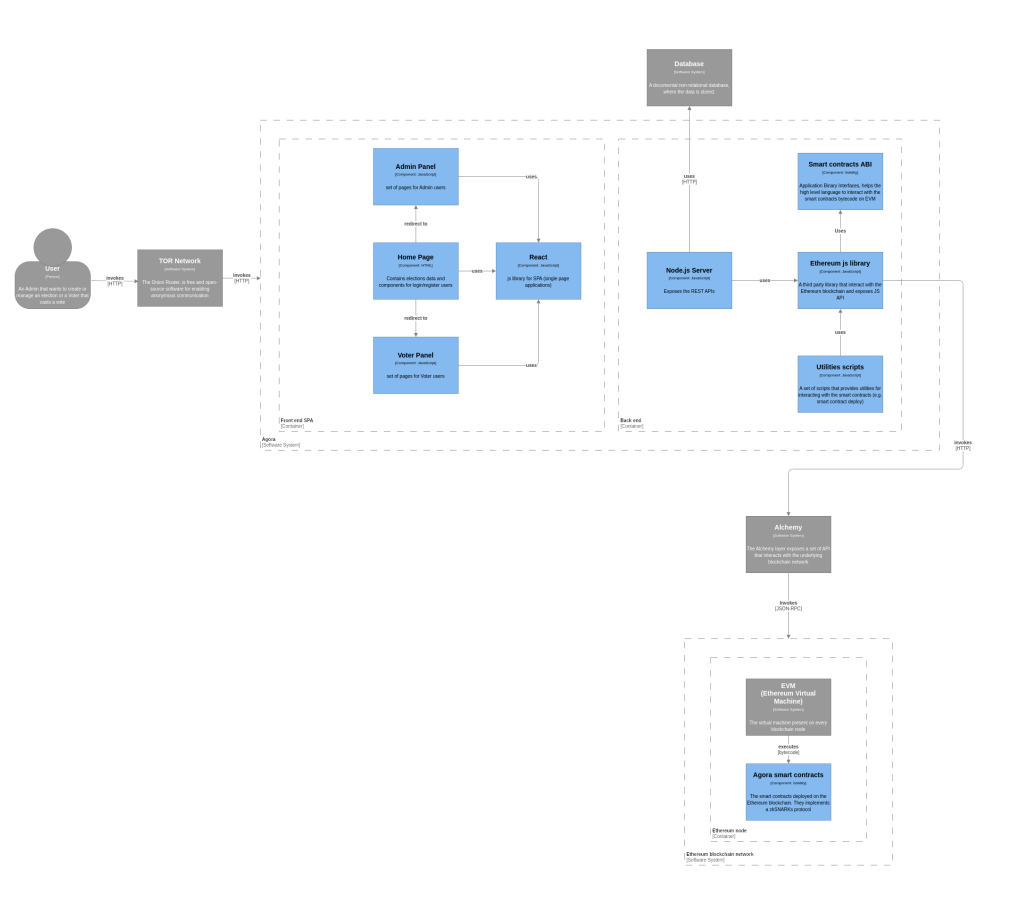 Database
[Software System]
A documental non relational database,
where the data is stored
uses
[HTTP]
Admin Panel
[Component: JavaScript]
set of pages for Admin users
uses
redirect to
Home Page
[Component: HTML]
Contains elections data and
components for login/register users
uses
React
[Component: JavaScript]
js library for SPA (single page
applications)
redirect to
Voter Panel
[Component: JavaScript]
set of pages for Voter users
uses
Front end SPA
[Container]
Agora
[Software System]
User
[Person]
An Admin that wants to create or
manage an election or a Voter that
casts a vote
invokes
[HTTP]
TOR Network
[Software System]
The Onion Router, is free and open-
source software for enabling
anonymous communication.
invokes
[HTTP]
Smart contracts ABI
[Component: Solidity]
Application Binary Interfaces, helps the
high level language to interact with the
smart contracts bytecode on EVM
Uses
Node.js Server
[Component: JavaScript]
Exposes the REST APIs
uses
Ethereum js library
[Component: JavaScript]
A third party library that interact with the
Ethereum blockchain and exposes JS
API
uses
Utilities scripts
[Component: JavaScript]
A set of scripts that provides utilities for
interacting with the smart contracts (e.g.
smart contract deploy)
Back end
[Container]
invokes
[HTTP]
Alchemy
[Software System]
The Alchemy layer exposes a set of API
that interacts with the underlying
blockchain network
Invokes
[JSON-RPC]
EVM
(Ethereum Virtual
Machine)
[Software System]
The virtual machine present on every
blockchain node
executes
[bytecode]
Agora smart contracts
[Component: Solidity]
The smart contracts deployed on the
Ethereum blockchain. They implements
a zkSNARKs protocol
Ethereum node
[Container]
Ethereum blockchain network
[Software System]